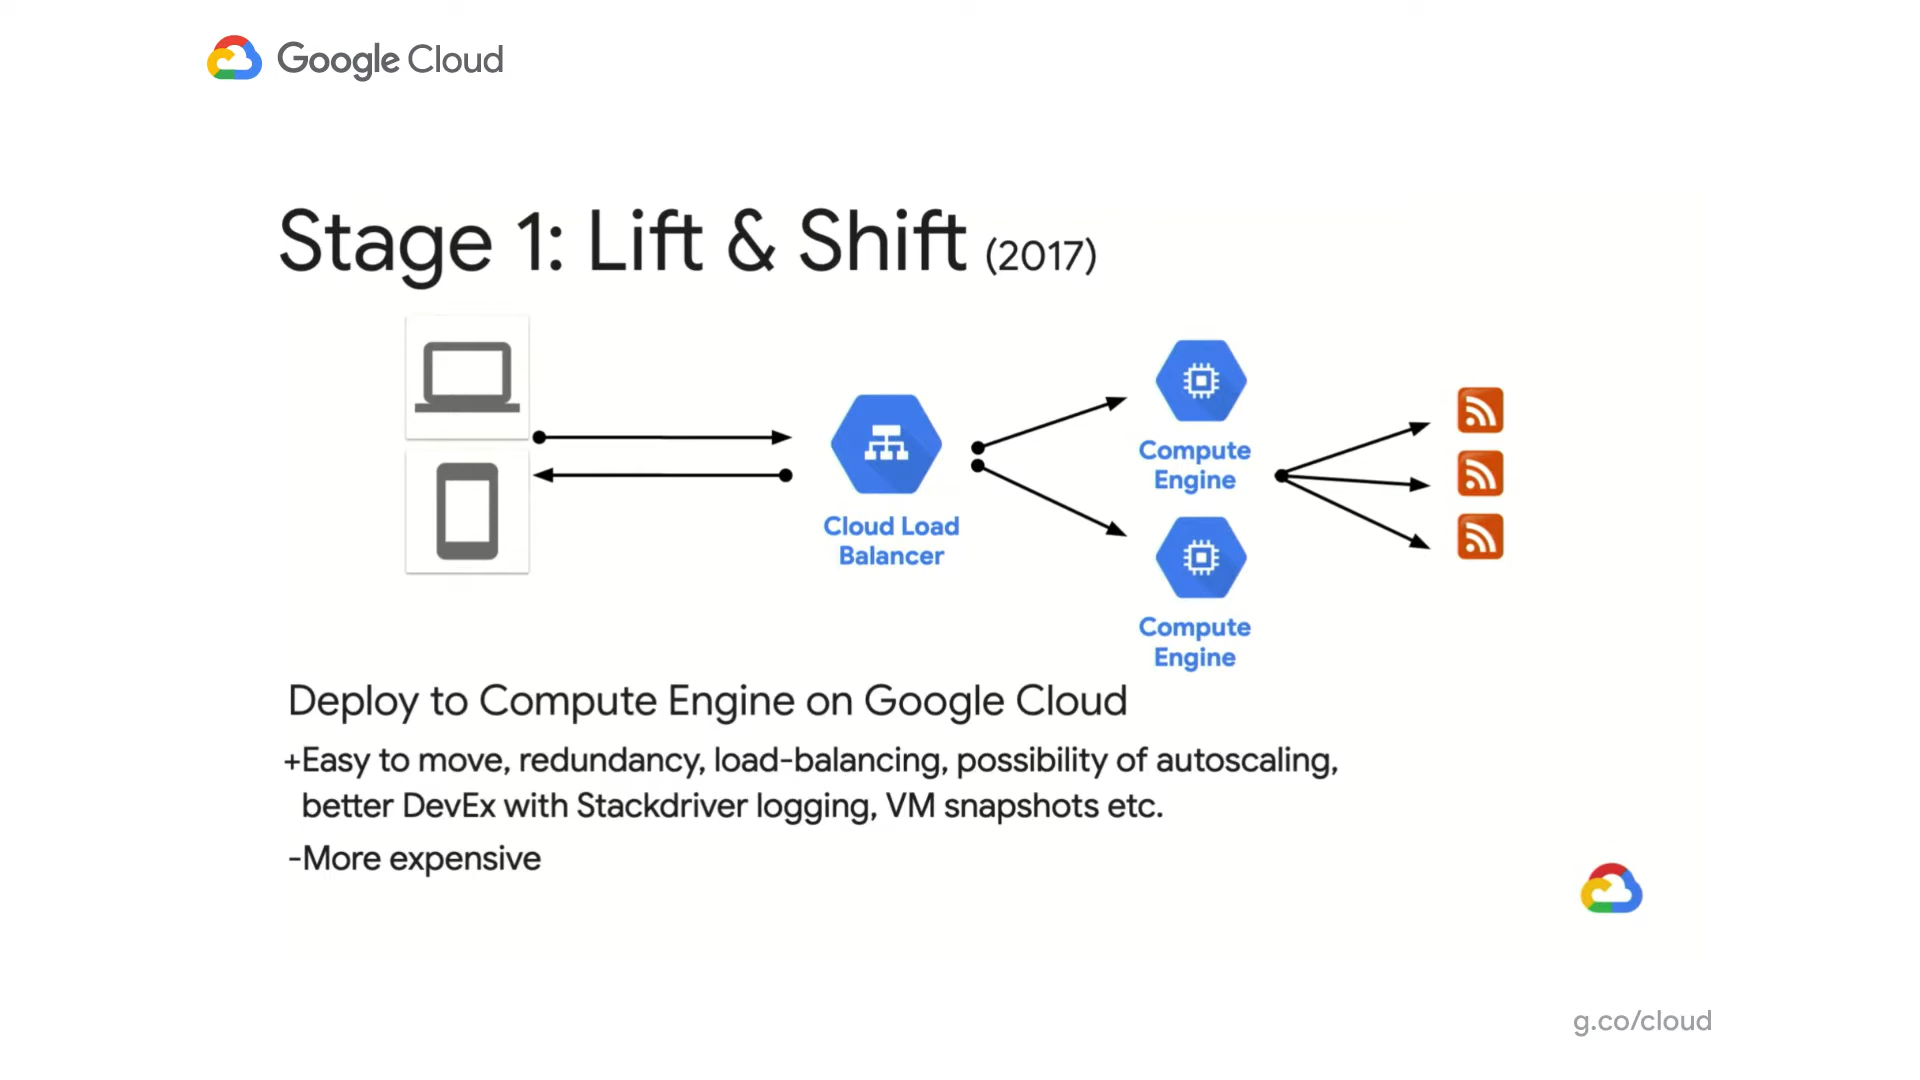 Google Cloud
Stage 1: Lift & Shift (2017)
Cloud Load
Balancer
Compute
Engine
Compute
Engine
Deploy to Compute Engine on Google Cloud
+Easy to move, redundancy, load-balancing, possibility of autoscaling,
better DevEx with Stackdriver logging, VM snapshots etc.
-More expensive
g.co/cloud